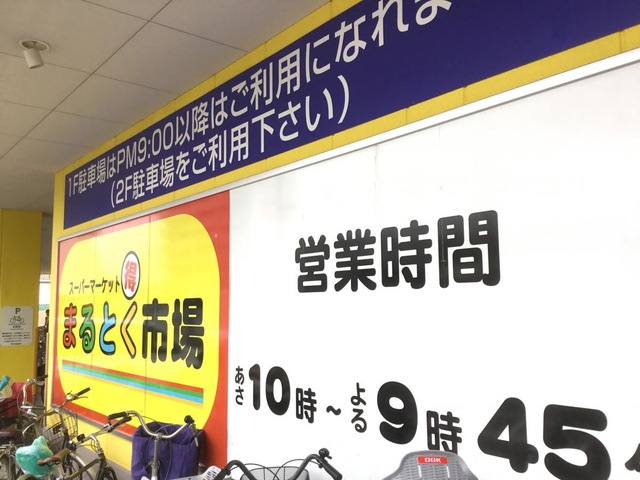 1F駐車場はPM9:00以降はご利用になれま
(2F駐車場をご利用下さい)
スーパーマーケット
得
まるとく市場
営業時間
あさ10時～よる9時45
P
OGK